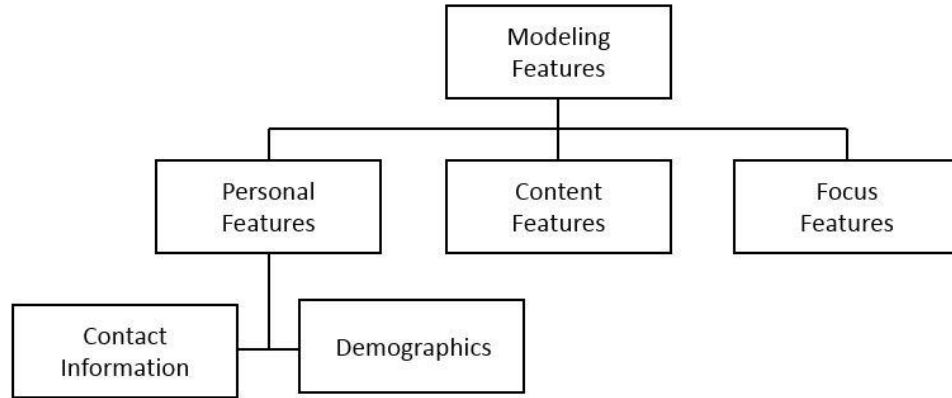 Modeling
Features
Personal
Features
Content
Features
Focus
Features
Contact
Information
Demographics